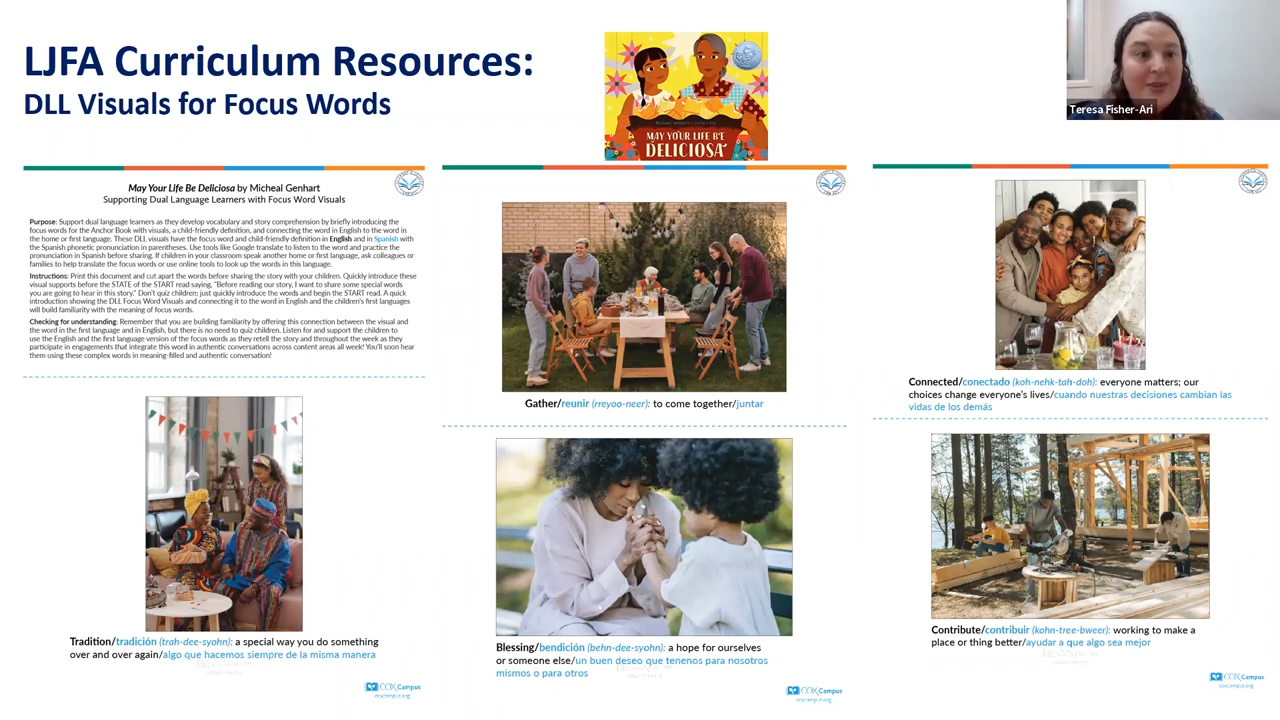 LJFA Curriculum Resources:
DLL Visuals for Focus Words
MAY YOUR LIFE BE
DELICIOSA
Teresa Fisher-Ari
May Your Life Be Deliciosa by Micheal Genhart
Supporting Dual Language Learners with Focus Word Visuals
Purpose: Support dual language learners as they develop vocabulary and story comprehension by briefly introducing the
focus words for the Anchor Book with visuals, a child-friendly definition, and connecting the word in English to the word in
the home or first language. These DLL visuals have the focus word and child-friendly definition in English and in Spanish with
the Spanish phonetic pronunciation in parentheses. Use tools like Google translate to listen to the word and practice the
pronunciation in Spanish before sharing. If children in your classroom speak another home or first language, ask colleagues or
families to help translate the focus words or use online tools to look up the words in this language.
Instructions: Print this document and cut apart the words before sharing the story with your children. Quickly introduce these
visual supports before the STATE of the START read saying, "Before reading our story, I want to share some special words
you are going to hear in this story." Don't quiz children; just quickly introduce the words and begin the START read. A quick
introduction showing the DLL Focus Word Visuals and connecting it to the word in English and the children's first languages
will build familiarity with the meaning of focus words.
Checking for understanding: Remember that you are building familiarity by offering this connection between the visual and
the word in the first language and in English, but there is no need to quiz children. Listen for and support the children to
use the English and the first language version of the focus words as they retell the story and throughout the week as they
participate in engagements that integrate this word in authentic conversations across content areas all week! You'll soon hear
them using these complex words in meaning-filled and authentic conversation!
Tradition/tradición (trah-dee-syohn): a special way you do something
over and over again/algo que hacemos siempre de la misma manera
COX Campus
coxcampus.org
Gather/reunir (rreyoo-neer): to come together/juntar
Blessing/bendición (behn-dee-syohn): a hope for ourselves
or someone else/un buen deseo que tenenos para nosotros
mismos o para otros
COX Campus
coxcampus.org
Connected/conectado (koh-nehk-tah-doh): everyone matters; our
choices change everyone's lives/cuando nuestras decisiones cambian las
vidas de los demás
Contribute/contribuir (kohn-tree-bweer): working to make a
place or thing better/ayudar a que algo sea mejor
COX Campus
coxcampus.org